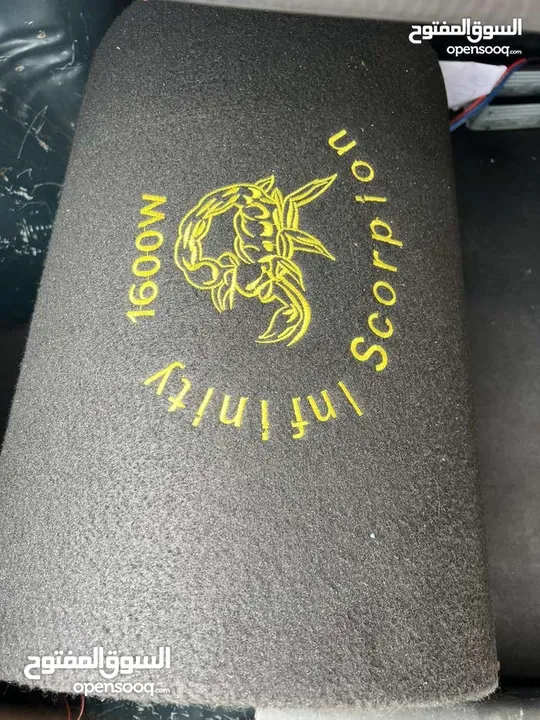 السوق المفتوح
opensooq.com
Infinity Scorpion
1600W
السوق المفتوح
opensooq.com